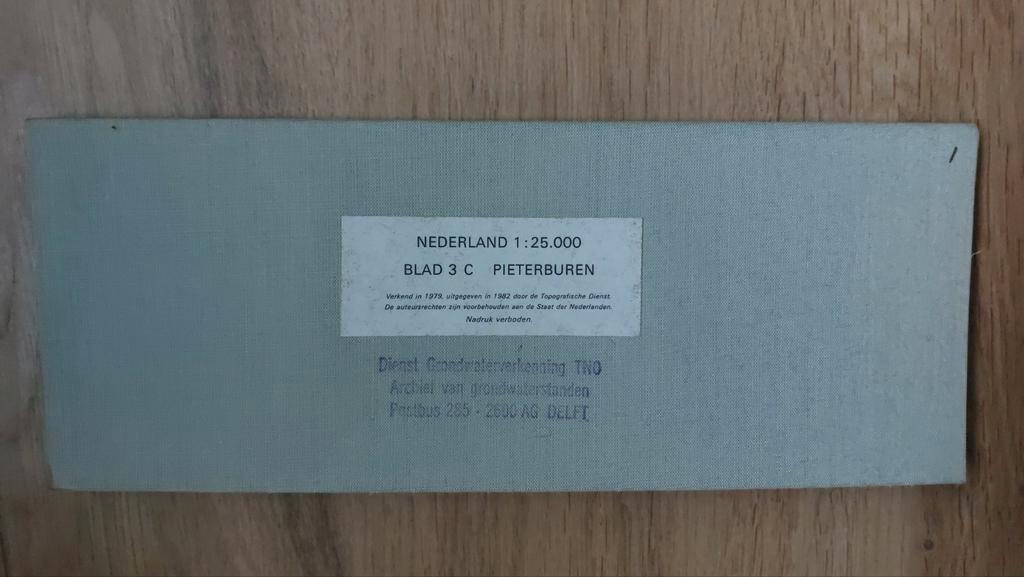 NEDERLAND 1:25.000
BLAD 3 C PIETERBUREN
Verkend in 1979, uitgegeven in 1982 door de Topografische Dienst.
De auteursrechten zijn voorbehouden aan de Staat der Nederlanden.
Nadruk verboden.
Dienst Grondwaterverkenning TNO
Archief van grondwaterstanden
Postbus 285 - 2600 AG DELFT